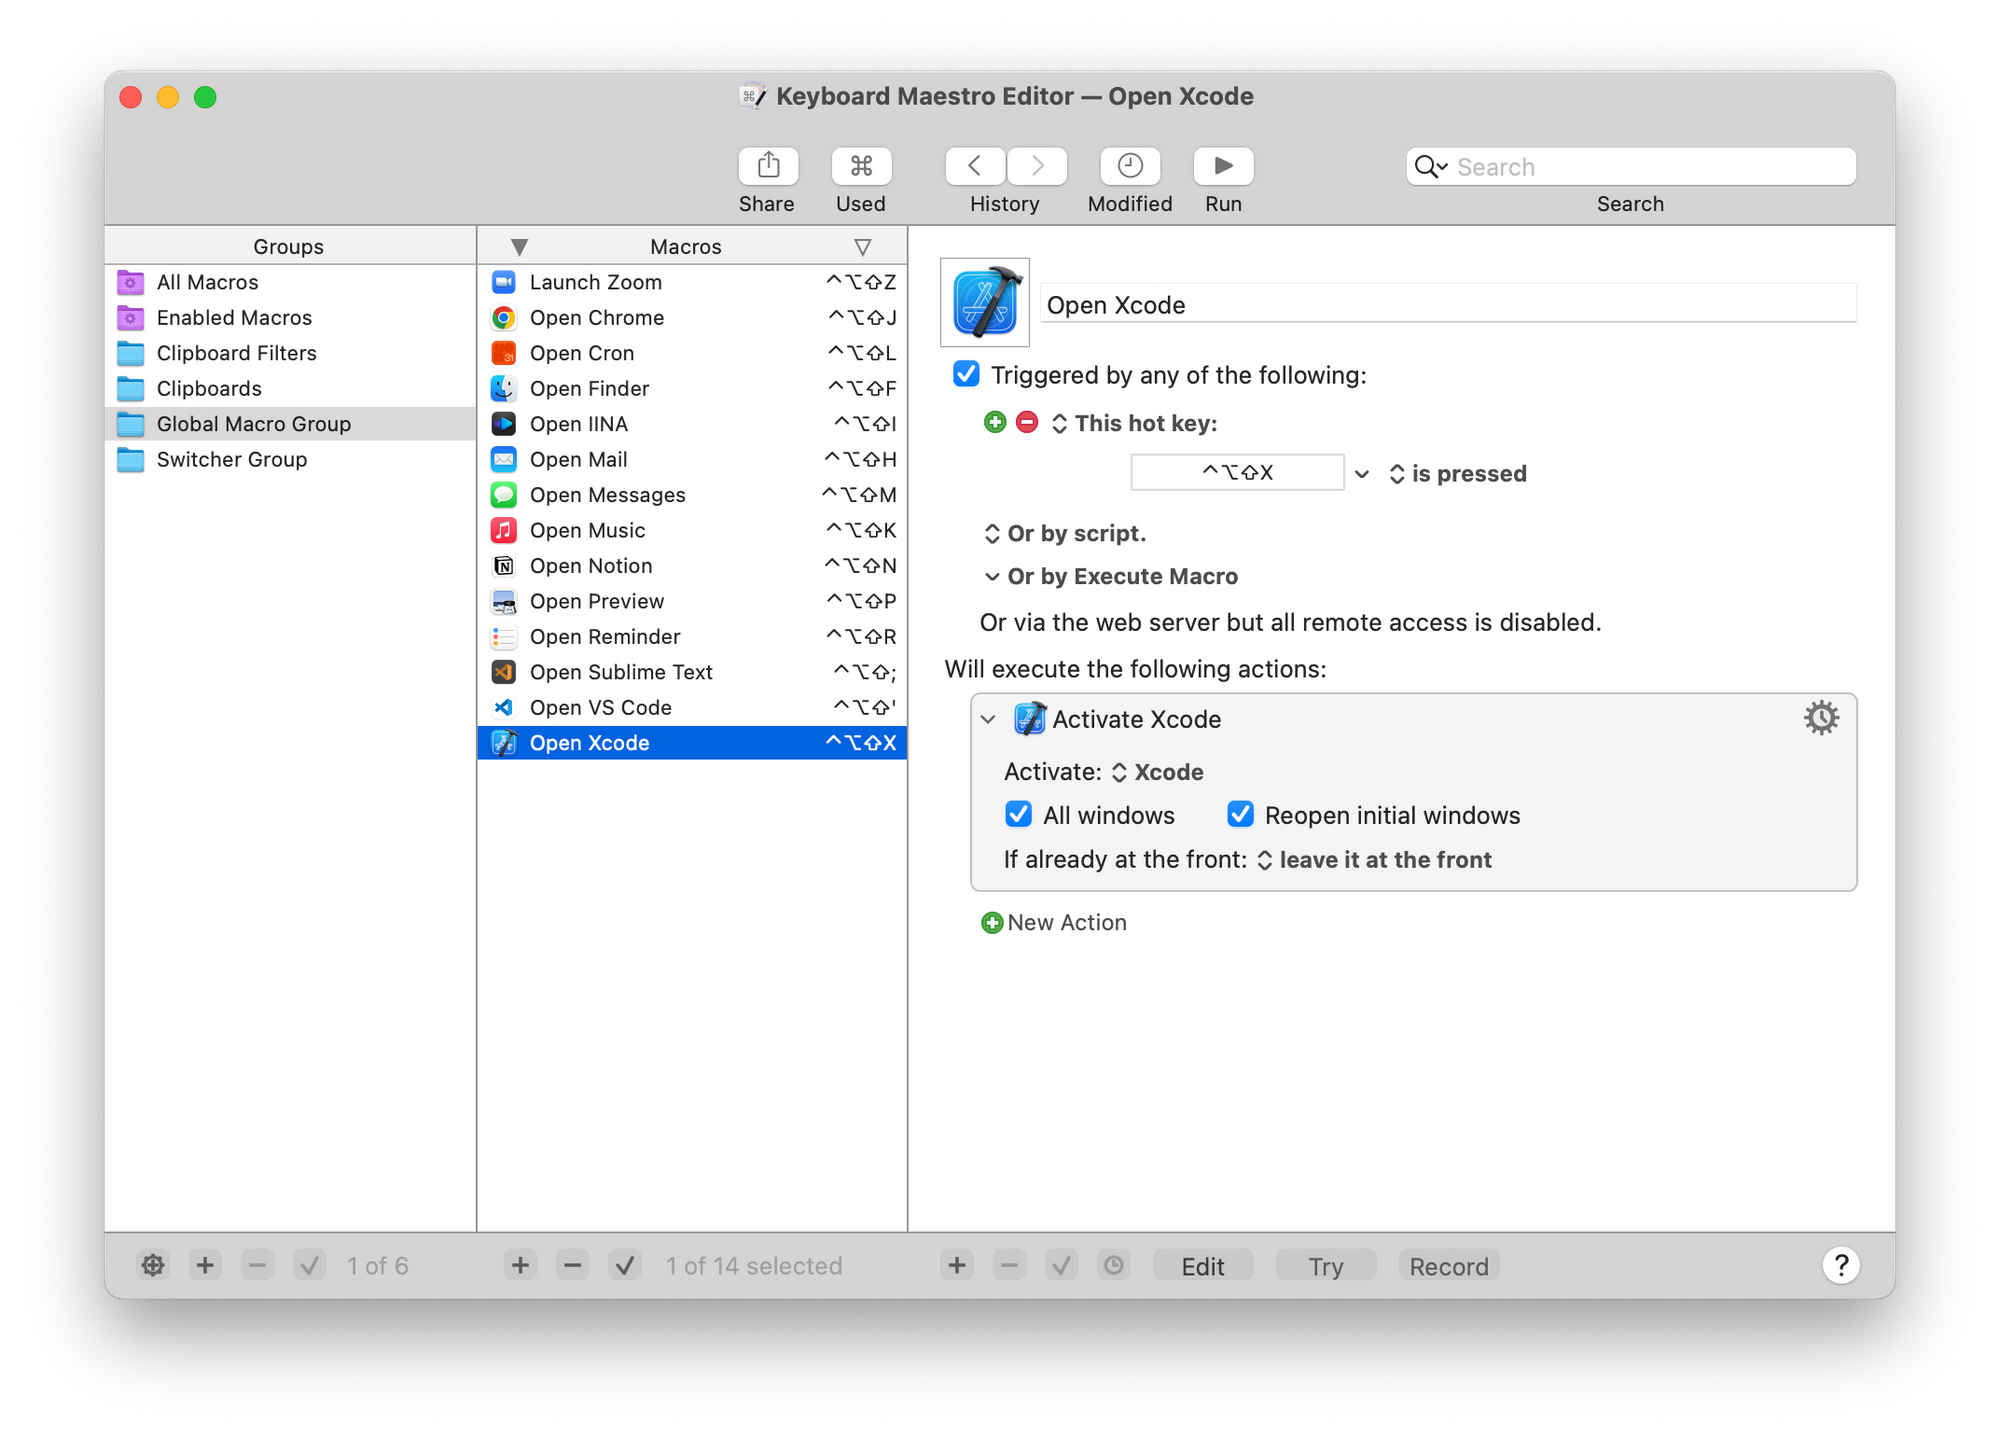 Keyboard Maestro Editor — Open Xcode
Share
Used
History
Modified
Run
Search
Search
Groups
All Macros
Enabled Macros
Clipboard Filters
Clipboards
Global Macro Group
Switcher Group
Macros
Launch Zoom ^⌥⇧Z
Open Chrome ^⌥⇧J
Open Cron ^⌥⇧L
Open Finder ^⌥⇧F
Open IINA ^⌥⇧I
Open Mail ^⌥⇧H
Open Messages ^⌥⇧M
Open Music ^⌥⇧K
Open Notion ^⌥⇧N
Open Preview ^⌥⇧P
Open Reminder ^⌥⇧R
Open Sublime Text ^⌥⇧;
Open VS Code ^⌥⇧'
Open Xcode ^⌥⇧X
Open Xcode
Triggered by any of the following:
This hot key:
^⌥⇧X is pressed
Or by script.
Or by Execute Macro
Or via the web server but all remote access is disabled.
Will execute the following actions:
Activate Xcode
Activate: Xcode
All windows Reopen initial windows
If already at the front: leave it at the front
New Action
1 of 6
1 of 14 selected
Edit
Try
Record
?